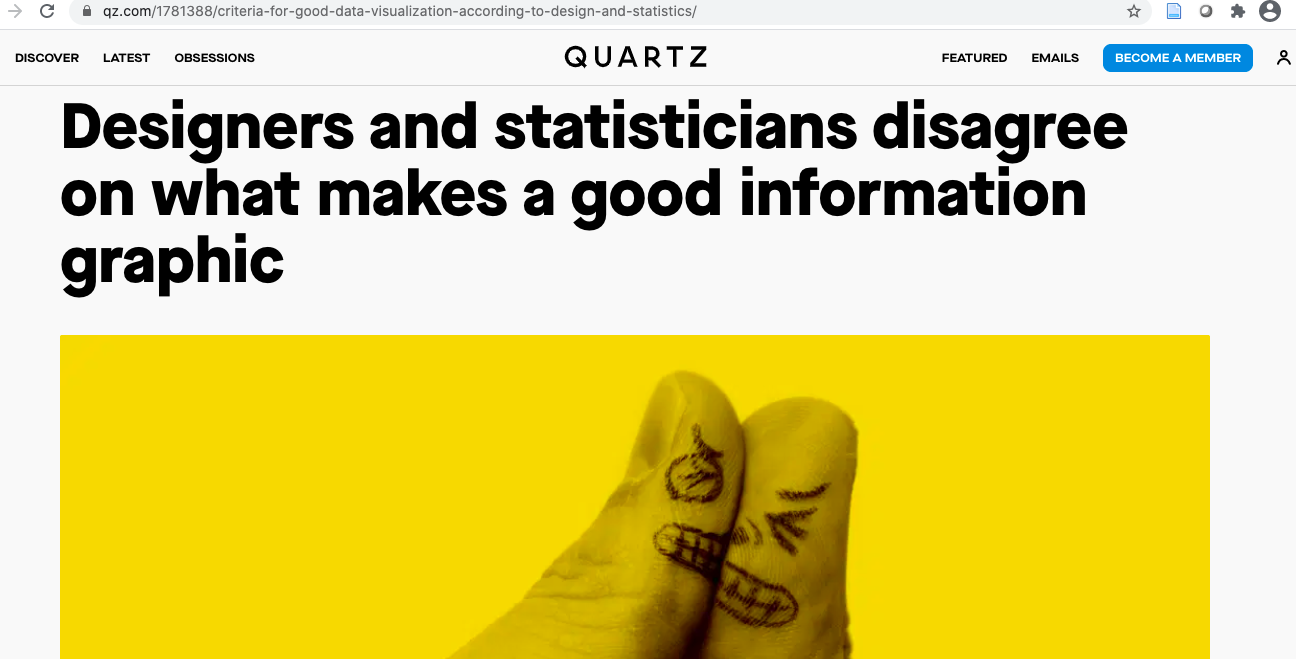 qz.com/1781388/criteria-for-good-data-visualization-according-to-design-and-statistics/
DISCOVER LATEST OBSESSIONS QUARTZ FEATURED EMAILS BECOME A MEMBER
Designers and statisticians disagree
on what makes a good information
graphic